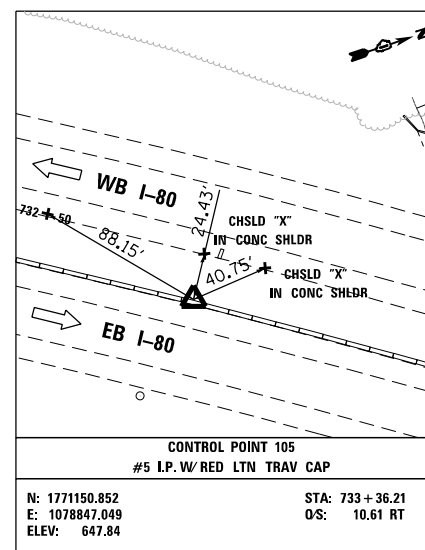 N
WB I-80
24.43'
CHSLD "X"
IN CONC SHLDR
732 50
88.15'
40.75'
CHSLD "X"
IN CONC SHLDR
EB I-80
CONTROL POINT 105
#5 I.P. W/ RED LTN TRAV CAP
N: 1771150.852
E: 1078847.049
ELEV: 647.84
STA: 733+36.21
O/S: 10.61 RT